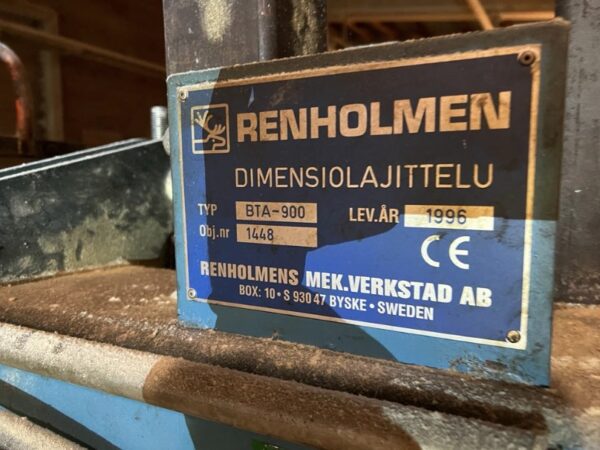 RENHOLMEN
DIMENSIOLAJITTELU
TYP BTA-900 LEV.ÅR 1996
Obj.nr 1448
CE
RENHOLMENS MEK.VERKSTAD AB
BOX: 10 • S 930 47 BYSKE • SWEDEN